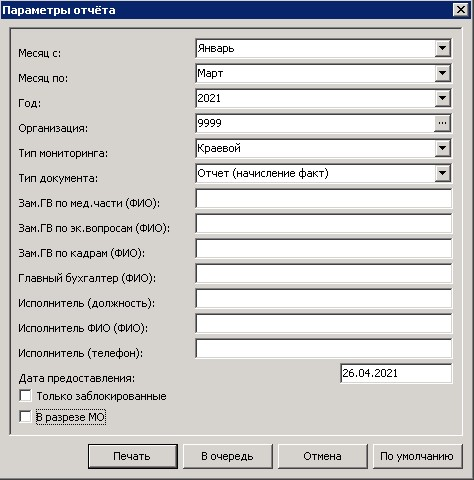 Параметры отчёта
Месяц с: Январь
Месяц по: Март
Год: 2021
Организация: 9999 ...
Тип мониторинга: Краевой
Тип документа: Отчет (начисление факт)
Зам.ГВ по мед.части (ФИО):
Зам.ГВ по эк.вопросам (ФИО):
Зам.ГВ по кадрам (ФИО):
Главный бухгалтер (ФИО):
Исполнитель (должность):
Исполнитель ФИО (ФИО):
Исполнитель (телефон):
Дата предоставления: 26.04.2021
Только заблокированные
В разрезе МО
Печать В очередь Отмена По умолчанию